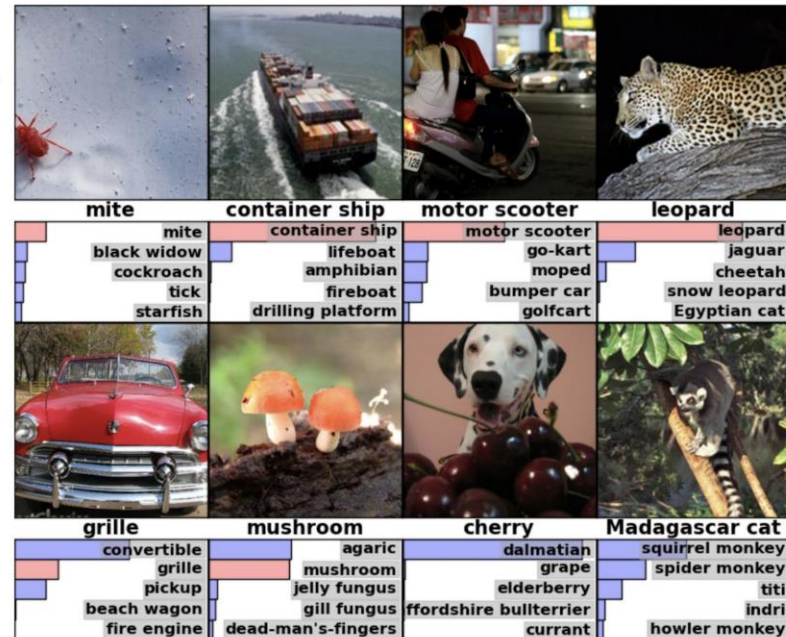 mite
container ship
motor scooter
leopard
mite
black widow
cockroach
tick
starfish
container ship
lifeboat
amphibian
fireboat
drilling platform
motor scooter
go-kart
moped
bumper car
golfcart
leopard
jaguar
cheetah
snow leopard
Egyptian cat
grille
mushroom
cherry
Madagascar cat
convertible
grille
pickup
beach wagon
fire engine
agaric
mushroom
jelly fungus
gill fungus
dead-man's-fingers
dalmatian
grape
elderberry
ffordshire bullterrier
currant
squirrel monkey
spider monkey
titi
indri
howler monkey